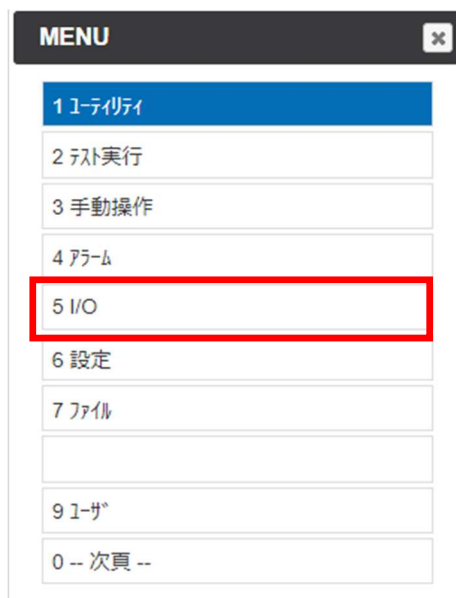 MENU
1 ﾕｰﾃｨﾘﾃｨ
2 ﾃｽﾄ実行
3 手動操作
4 ｱﾗｰﾑ
5 I/O
6 設定
7 ﾌｧｲﾙ
9 ﾕｰｻﾞ
0 -- 次頁 --